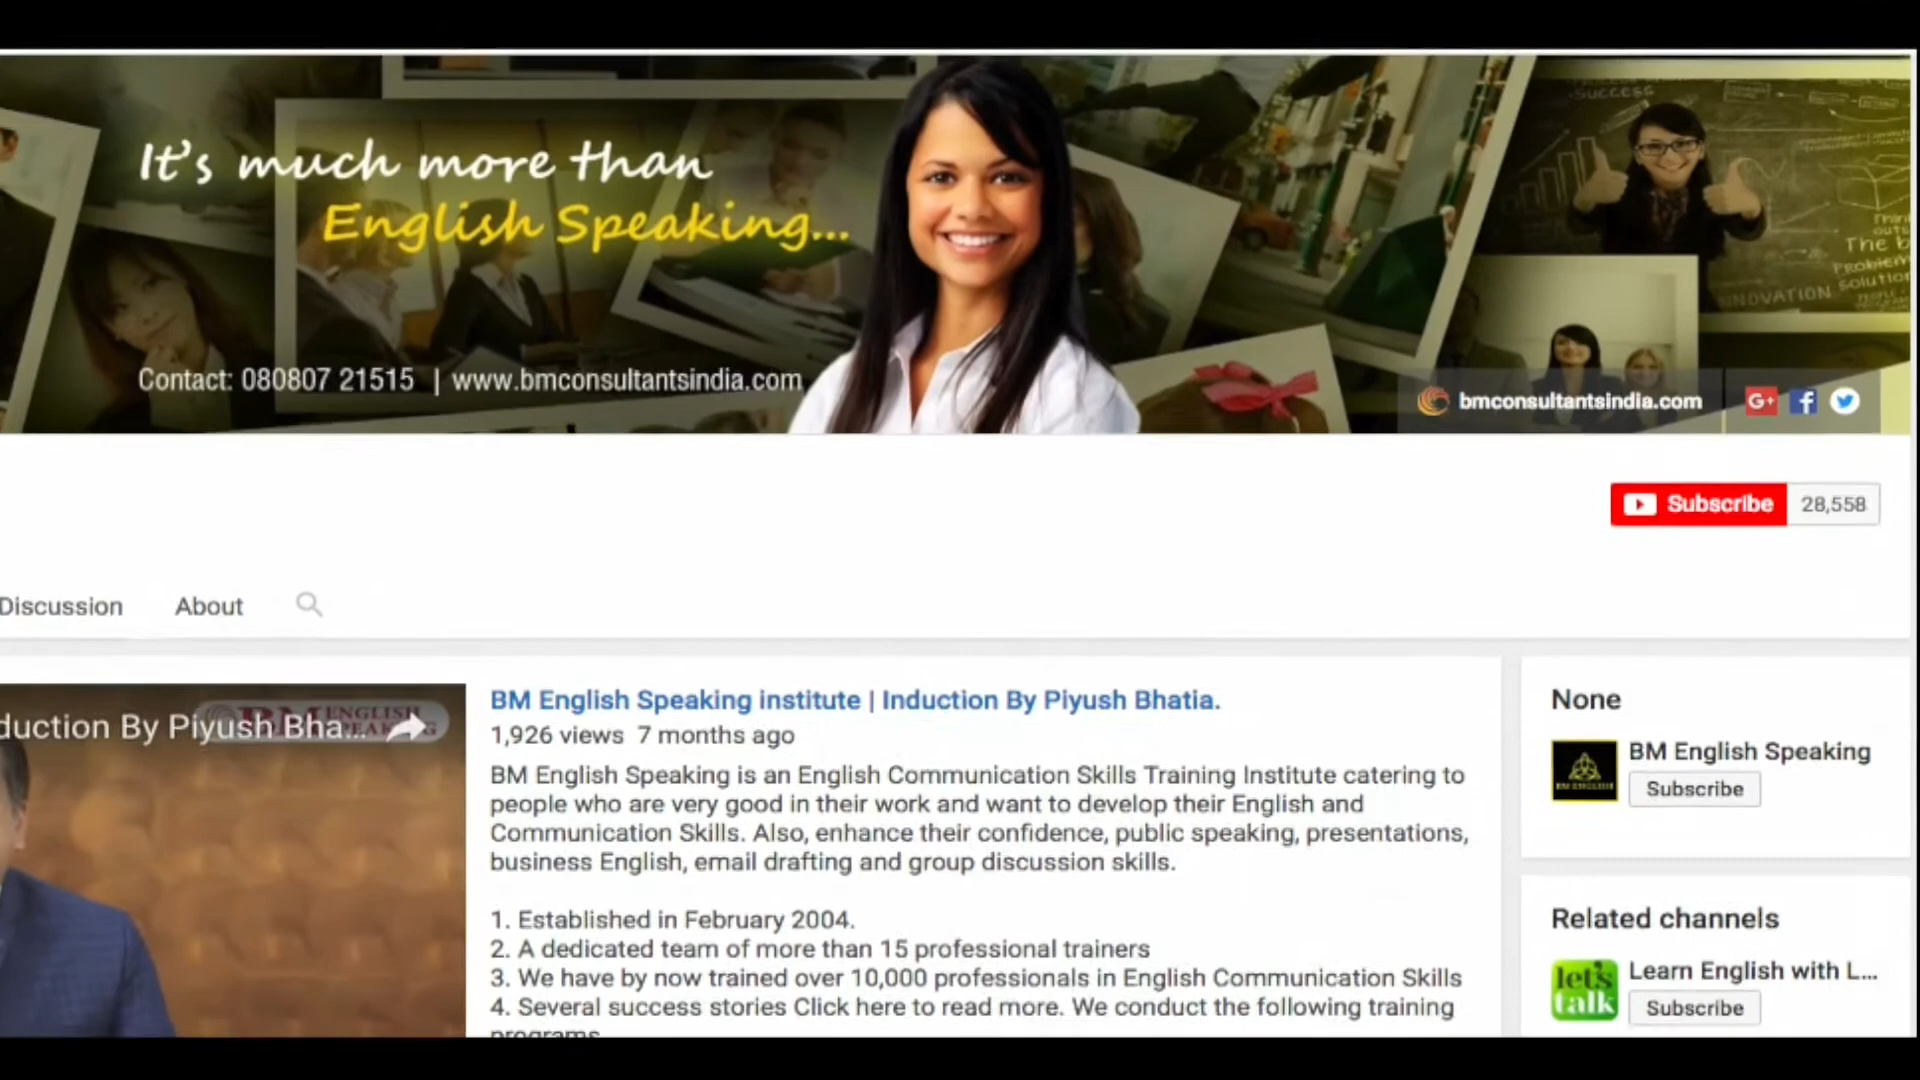 Success
It's much more than
English Speaking...
The b
INNOVATION
Contact: 080807 21515 | www.bmconsultantsindia.com
bmconsultantsindia.com
G+ f
Subscribe 28,558
Discussion About
duction By Piyush Bha...
BM English Speaking institute | Induction By Piyush Bhatia.
1,926 views 7 months ago
BM English Speaking is an English Communication Skills Training Institute catering to
people who are very good in their work and want to develop their English and
Communication Skills. Also, enhance their confidence, public speaking, presentations,
business English, email drafting and group discussion skills.
1. Established in February 2004.
2. A dedicated team of more than 15 professional trainers
3. We have by now trained over 10,000 professionals in English Communication Skills
4. Several success stories Click here to read more. We conduct the following training
programs
None
BM ENGLISH
BM English Speaking
Subscribe
Related channels
let's
talk
Learn English with L...
Subscribe